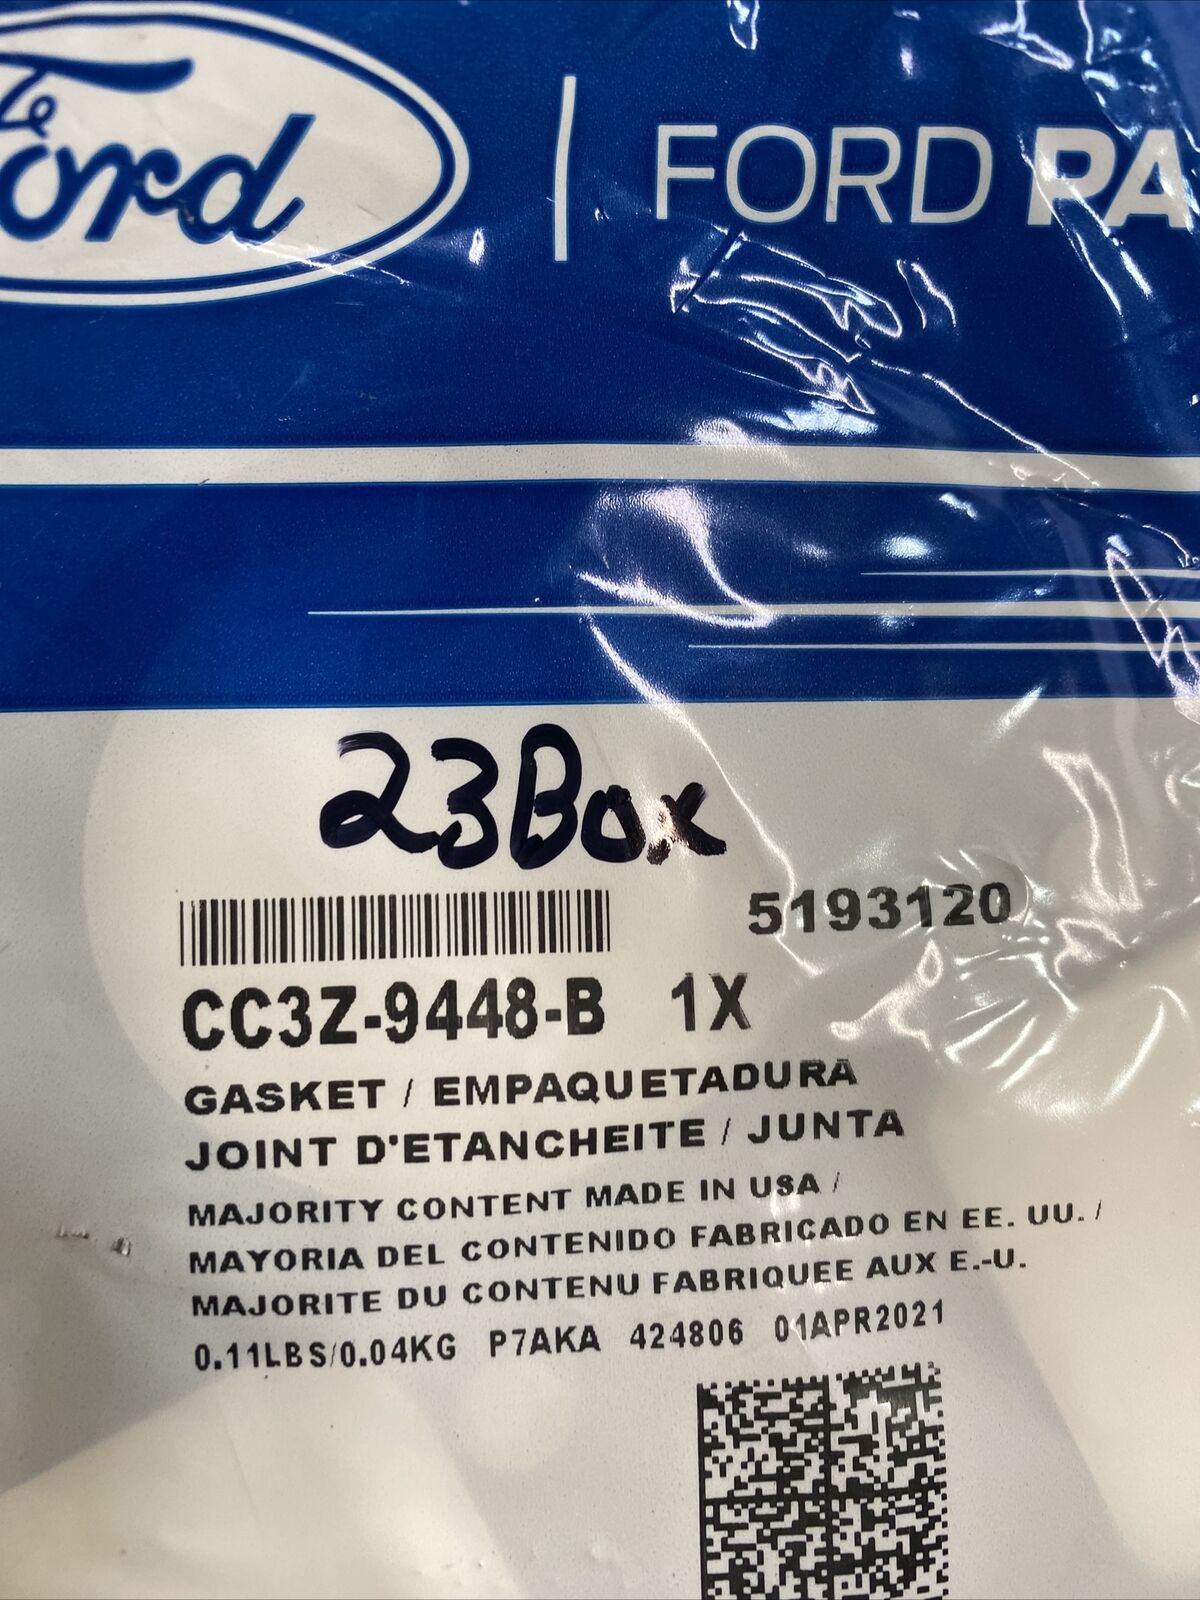 Ford
FORD PA
23Box
5193120
CC3Z-9448-B 1X
GASKET / EMPAQUETADURA
JOINT D'ETANCHEITE / JUNTA
MAJORITY CONTENT MADE IN USA /
MAYORIA DEL CONTENIDO FABRICADO EN EE. UU. /
MAJORITE DU CONTENU FABRIQUEE AUX E.-U.
0.11LBS/0.04KG P7AKA 424806 01APR2021